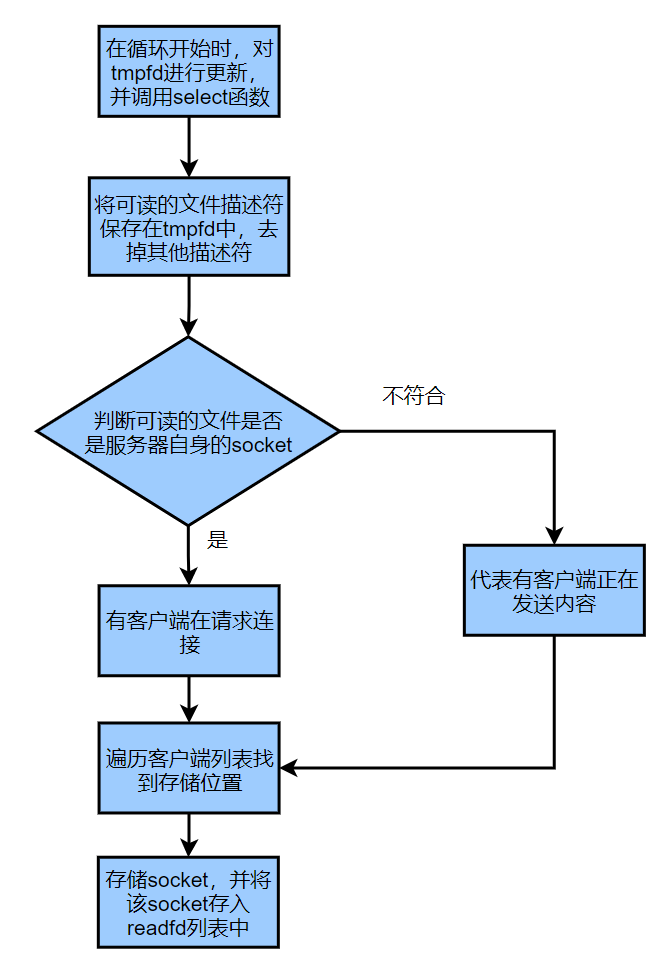 在循环开始时，对
tmpfd进行更新，
并调用select函数
将可读的文件描述符
保存在tmpfd中，去
掉其他描述符
判断可读的文件是否
是服务器自身的socket
不符合
是
代表有客户端正在
发送内容
有客户端在请求连
接
遍历客户端列表找
到存储位置
存储socket，并将
该socket存入
readfd列表中